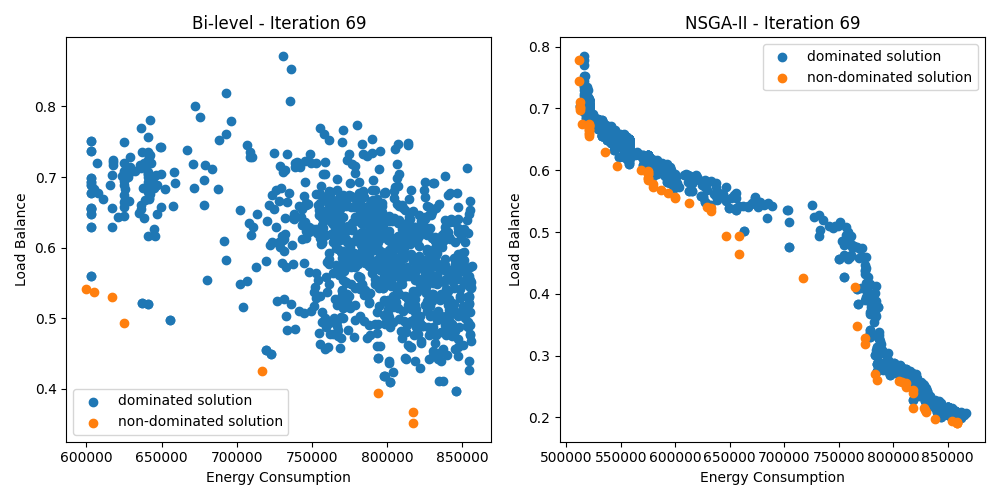 Bi-level - Iteration 69
0.8
0.7
0.6
0.5
0.4
Load Balance
dominated solution
non-dominated solution
600000 650000 700000 750000 800000 850000
Energy Consumption
NSGA-II - Iteration 69
0.8
0.7
0.6
0.5
0.4
0.3
0.2
Load Balance
dominated solution
non-dominated solution
500000 550000 600000 650000 700000 750000 800000 850000
Energy Consumption